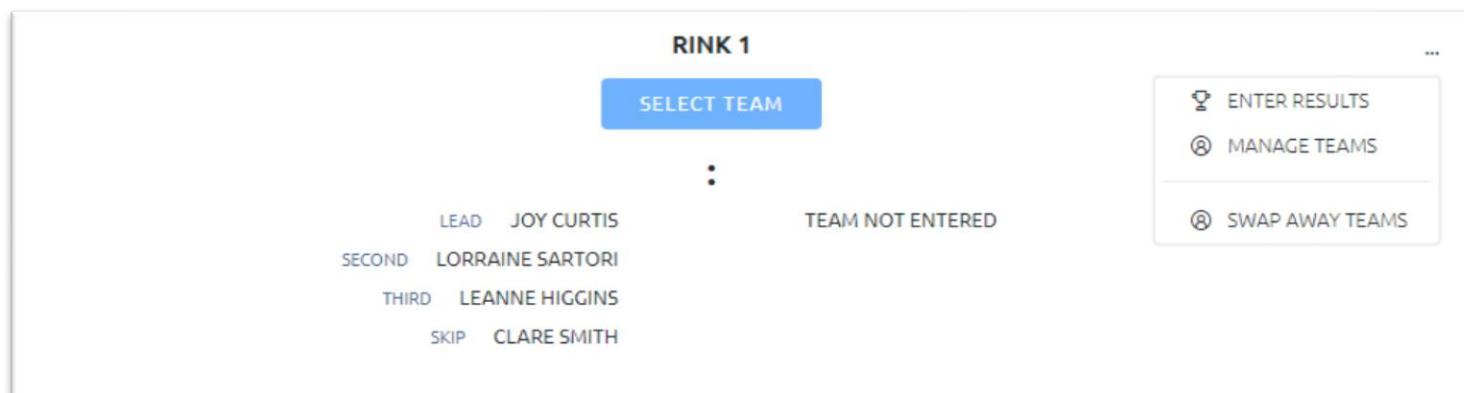 RINK 1
...
SELECT TEAM
ENTER RESULTS
MANAGE TEAMS
:
LEAD JOY CURTIS TEAM NOT ENTERED
SWAP AWAY TEAMS
SECOND LORRAINE SARTORI
THIRD LEANNE HIGGINS
SKIP CLARE SMITH